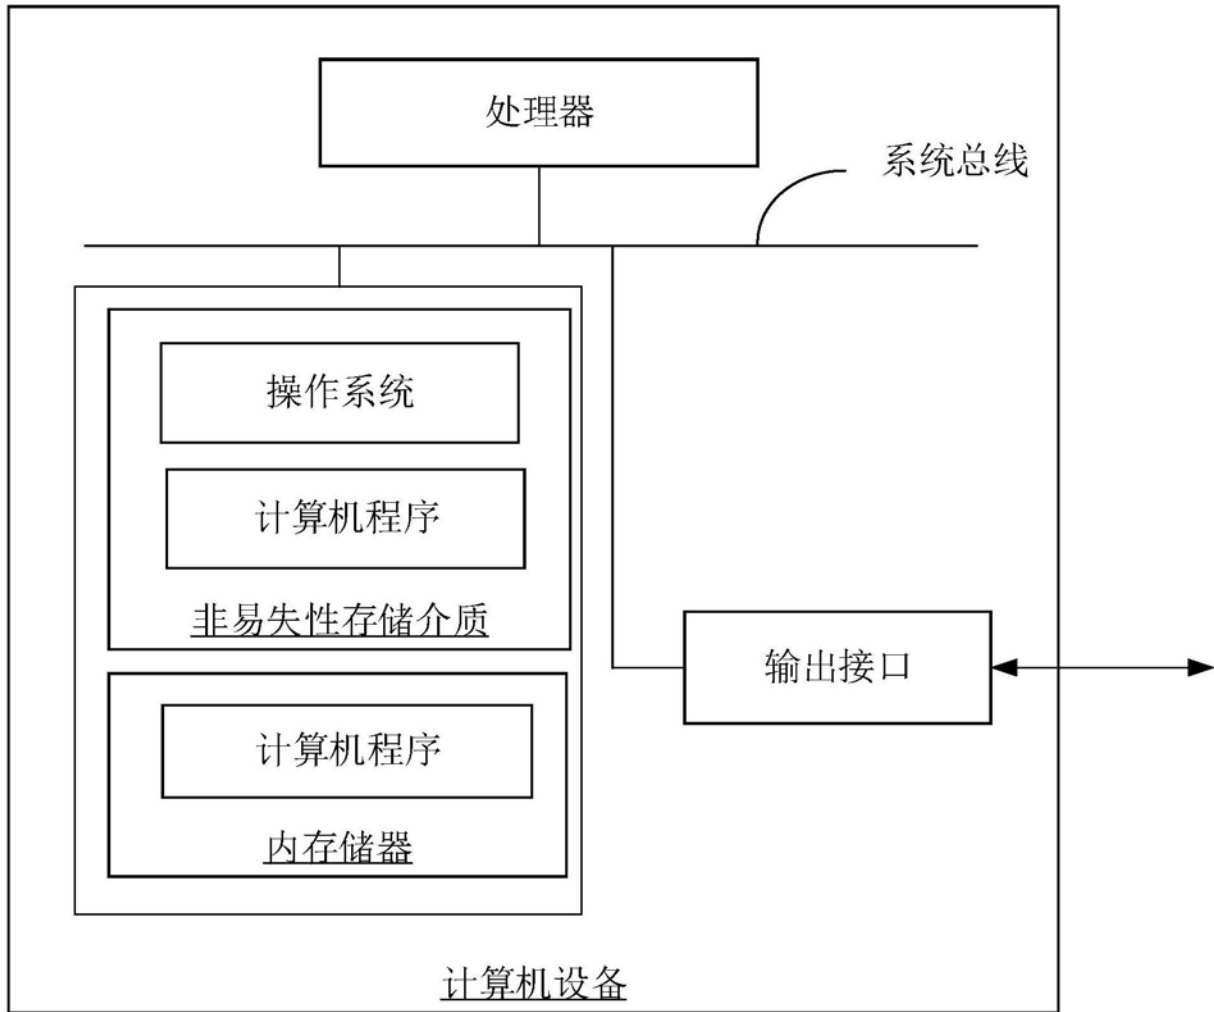 处理器
系统总线
操作系统
计算机程序
非易失性存储介质
输出接口
计算机程序
内存储器
计算机设备